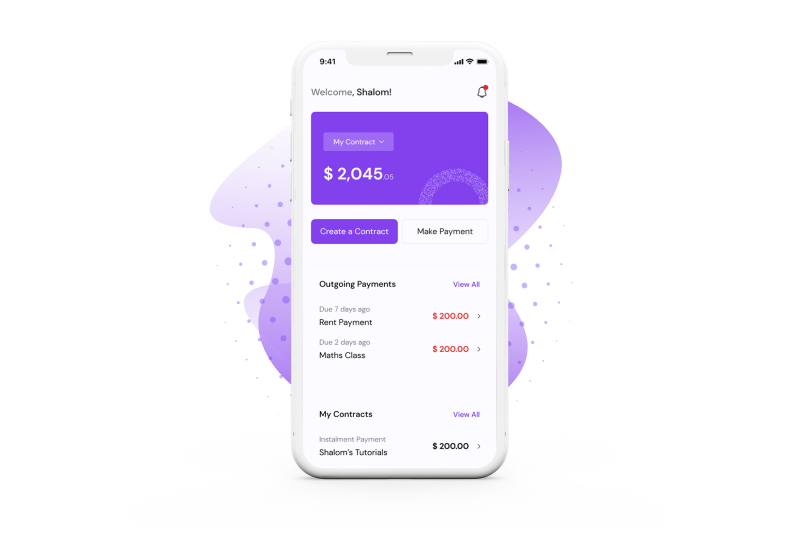 9:41
Welcome, Shalom!
My Contract
$ 2,045.05
Create a Contract
Make Payment
Outgoing Payments
View All
Due 7 days ago
Rent Payment
$ 200.00
Due 2 days ago
Maths Class
$ 200.00
My Contracts
View All
Instalment Payment
Shalom's Tutorials
$ 200.00